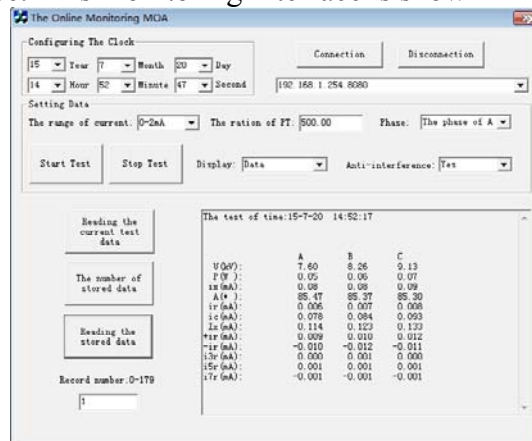 The Online Monitoring MOA
Configuring The Clock
15 Year 7 Month 20 Day
14 Hour 52 Minute 47 Second
Connection Disconnection
192.168.1.254.8080
Setting Data
The range of current: 0-2mA The ration of PT: 500.00 Phase: The phase of A
Start Test Stop Test Display: Data Anti-interference: Yes
Reading the current test data
The number of stored data
Reading the stored data
Record number:0-179
1
The test of time:15-7-20 14:52:17
A B C
U(kV): 7.60 8.26 9.13
P(W ): 0.05 0.06 0.07
ix(mA): 0.08 0.08 0.09
A(° ): 85.47 85.37 85.30
ir(mA): 0.006 0.007 0.008
ic(mA): 0.078 0.084 0.093
Ix(mA): 0.114 0.123 0.133
+ir(mA): 0.009 0.010 0.012
-ir(mA): -0.010 -0.012 -0.011
i3r(mA): 0.000 0.001 0.000
i5r(mA): 0.001 0.001 0.001
i7r(mA): -0.001 -0.001 -0.001